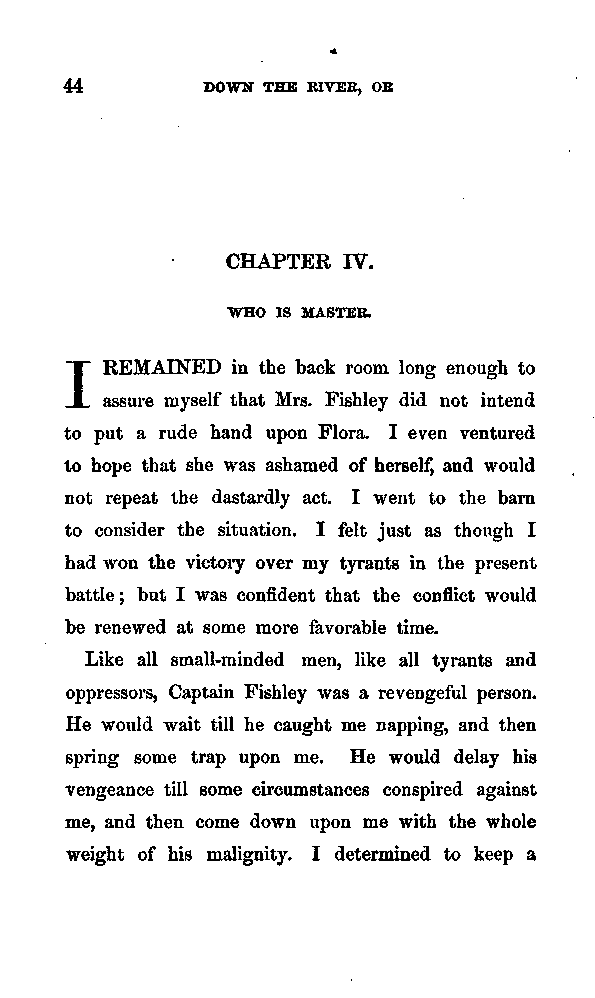 44 DOWN THE RIVER, OR
CHAPTER IV.
WHO IS MASTER.
I REMAINED in the back room long enough to
assure myself that Mrs. Fishley did not intend
to put a rude hand upon Flora. I even ventured
to hope that she was ashamed of herself, and would
not repeat the dastardly act. I went to the barn
to consider the situation. I felt just as though I
had won the victory over my tyrants in the present
battle; but I was confident that the conflict would
be renewed at some more favorable time.
Like all small-minded men, like all tyrants and
oppressors, Captain Fishley was a revengeful person.
He would wait till he caught me napping, and then
spring some trap upon me. He would delay his
vengeance till some circumstances conspired against
me, and then come down upon me with the whole
weight of his malignity. I determined to keep a